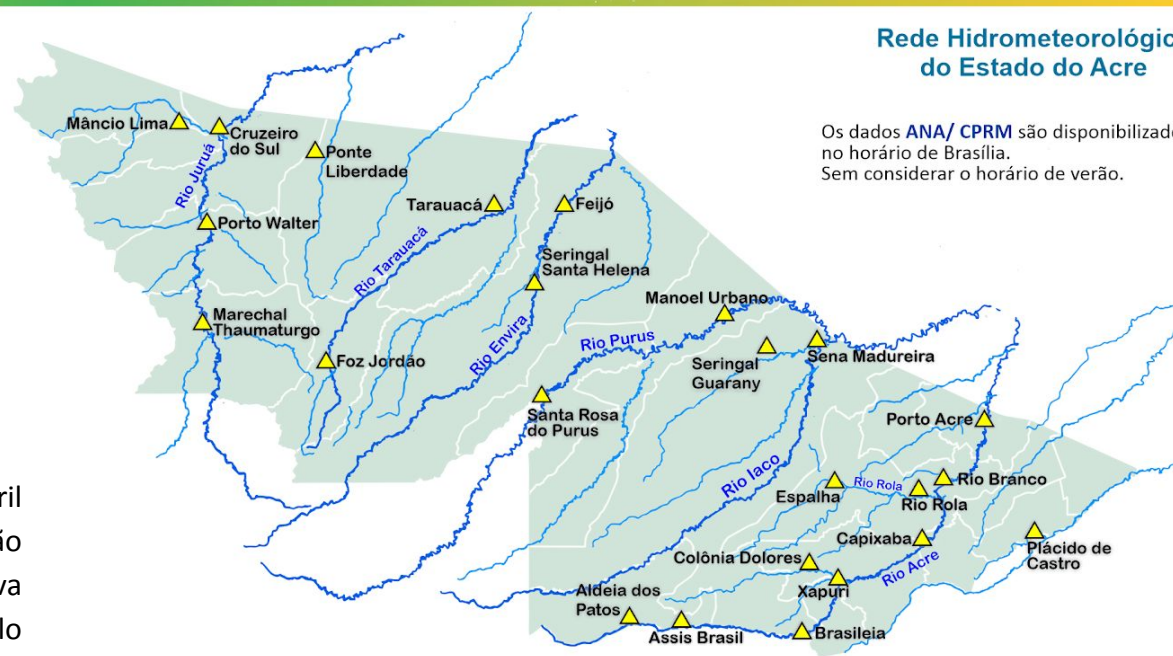 Rede Hidrometeorológic
do Estado do Acre
Os dados ANA/ CPRM são disponibilizad
no horário de Brasília.
Sem considerar o horário de verão.
Mâncio Lima
Cruzeiro
do Sul
Ponte
Liberdade
Rio Juruá
Porto Walter
Tarauacá
Feijó
Rio Tarauacá
Seringal
Santa Helena
Marechal
Thaumaturgo
Foz Jordão
Rio Envira
Manoel Urbano
Rio Purus
Seringal
Guarany
Sena Madureira
Santa Rosa
do Purus
Porto Acre
Rio Iaco
Espalha
Rio Rola
Rio Rola
Rio Branco
Capixaba
Plácido de
Castro
Colônia Dolores
Rio Acre
Xapuri
Aldeia dos
Patos
Assis Brasil
Brasileia
ril
ão
va
lo